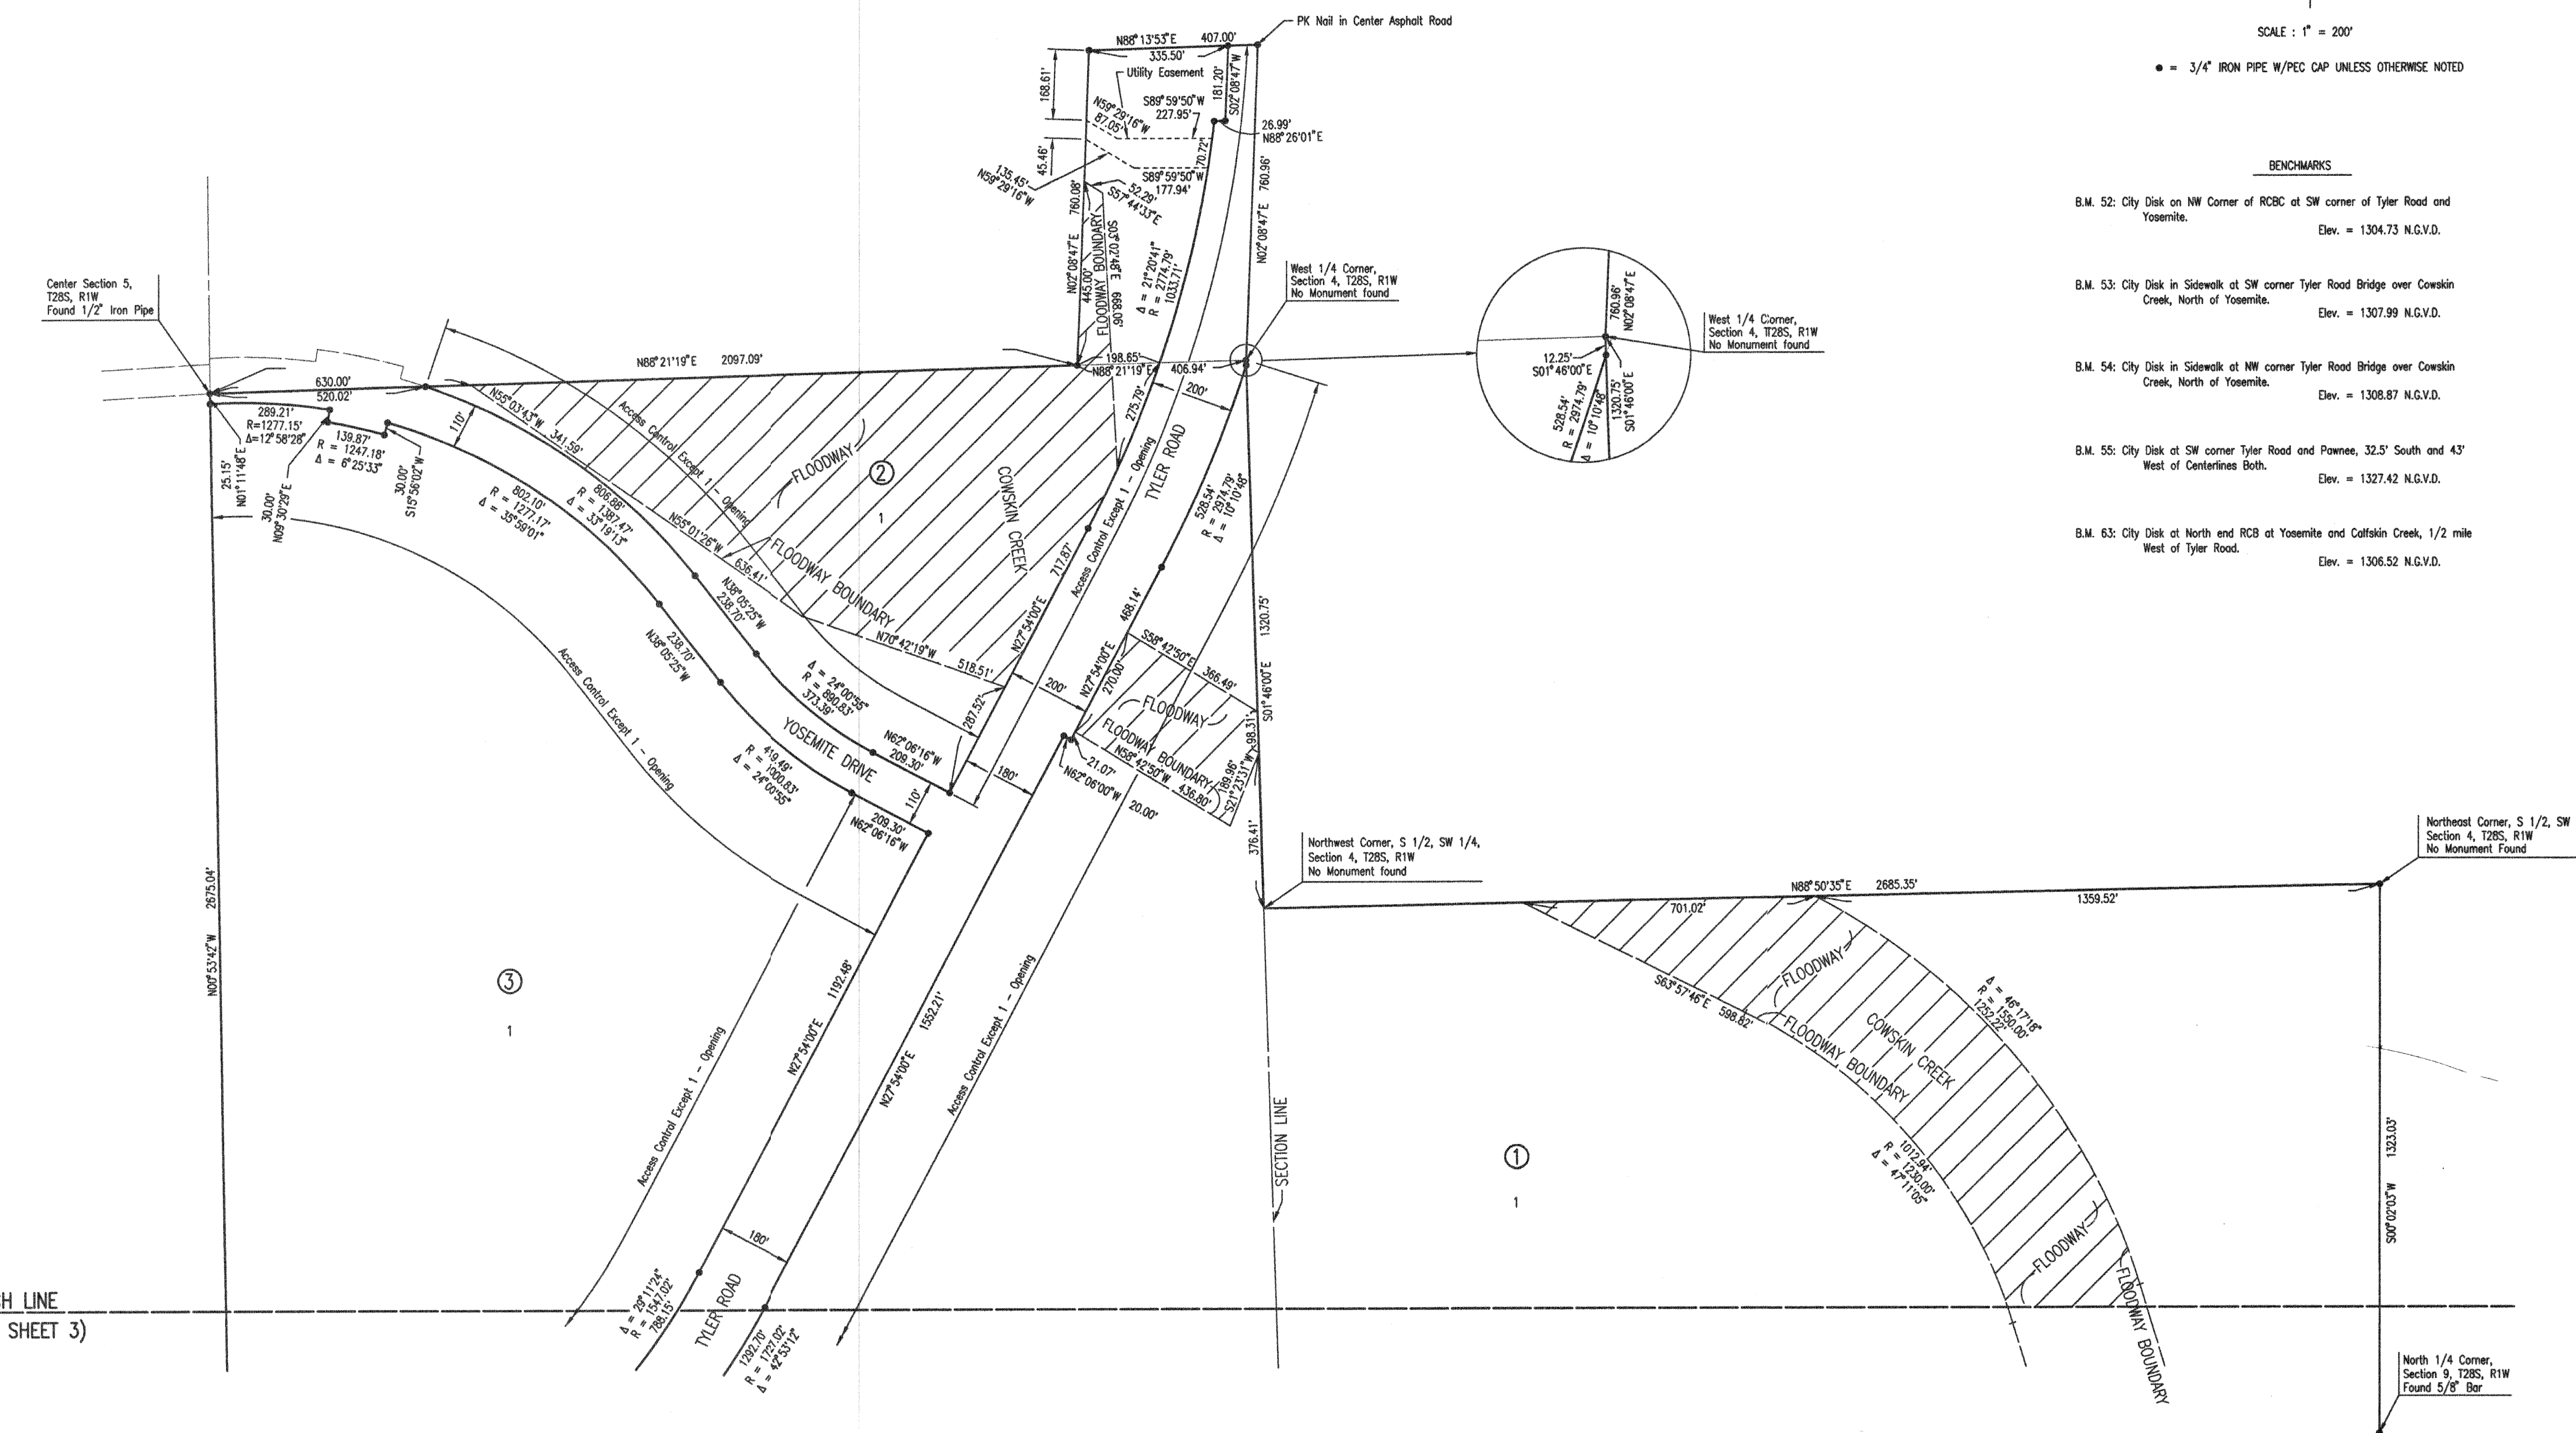 PK Nail in Center Asphalt Road
SCALE : 1" = 200'
● = 3/4" IRON PIPE W/PEC CAP UNLESS OTHERWISE NOTED
BENCHMARKS
B.M. 52: City Disk on NW Corner of RCBC at SW corner of Tyler Road and
Yosemite.
Elev. = 1304.73 N.G.V.D.
B.M. 53: City Disk in Sidewalk at SW corner Tyler Road Bridge over Cowskin
Creek, North of Yosemite.
Elev. = 1307.99 N.G.V.D.
B.M. 54: City Disk in Sidewalk at NW corner Tyler Road Bridge over Cowskin
Creek, North of Yosemite.
Elev. = 1308.87 N.G.V.D.
B.M. 55: City Disk at SW corner Tyler Road and Pawnee, 32.5' South and 43'
West of Centerlines Both.
Elev. = 1327.42 N.G.V.D.
B.M. 63: City Disk at North end RCB at Yosemite and Calfskin Creek, 1/2 mile
West of Tyler Road.
Elev. = 1306.52 N.G.V.D.
N88°13'53"E 407.00'
335.50'
Utility Easement
168.61'
181.20'
S02°08'47"W
S89°59'50"W
227.95'
N59°29'16"W
87.05'
26.99'
N88°26'01"E
45.46'
70.72'
135.45'
N59°29'16"W
S89°59'50"W
177.94'
52.29'
S57°44'33"E
N02°08'47"E 760.08'
445.00'
FLOODWAY BOUNDARY
S03°02'48"E 668.06'
Δ = 21°20'41"
R = 2774.79'
1033.71'
N02°08'47"E 760.96'
West 1/4 Corner,
Section 4, T28S, R1W
No Monument found
760.96'
N02°08'47"E
West 1/4 Corner,
Section 4, T28S, R1W
No Monument found
12.25'
S01°46'00"E
528.54'
R = 2974.79'
Δ = 10°10'48"
1320.75'
S01°46'00"E
Center Section 5,
T28S, R1W
Found 1/2" Iron Pipe
N88°21'19"E 2097.09'
198.65'
N88°21'19"E
406.94'
200'
630.00'
520.02'
289.21'
R=1277.15'
Δ=12°58'28"
139.87'
R = 1247.18'
Δ = 6°25'33"
25.15'
N01°11'48"E
30.00'
N09°30'29"E
30.00'
S15°56'02"W
110'
N55°03'43"W 341.59'
Access Control Except 1 - Opening
FLOODWAY
2
1
COWSKIN CREEK
275.79'
Access Control Except 1 - Opening
TYLER ROAD
802.10'
R = 1277.17'
Δ = 35°59'01"
806.88'
R = 1387.47'
Δ = 33°19'13"
N55°01'26"W 636.41'
FLOODWAY BOUNDARY
528.54'
R = 2974.79'
Δ = 10°10'48"
N38°05'25"W
238.70'
238.70'
N38°05'25"W
N70°42'19"W 518.51'
N27°54'00"E 717.87'
468.14'
N27°54'00"E
270.00'
S58°42'50"E 366.49'
S01°46'00"E 1320.75'
FLOODWAY
FLOODWAY BOUNDARY
N58°42'50"W 436.80'
98.31'
189.96'
S21°23'31"W
200'
287.52'
Δ = 24°00'55"
R = 890.83'
373.39'
N62°06'16"W
209.30'
YOSEMITE DRIVE
419.49'
R = 1000.83'
Δ = 24°00'55"
110'
180'
21.07'
N62°06'00"W 20.00'
209.30'
N62°06'16"W
376.41'
Access Control Except 1 - Opening
Northwest Corner, S 1/2, SW 1/4,
Section 4, T28S, R1W
No Monument found
Northeast Corner, S 1/2, SW
Section 4, T28S, R1W
No Monument Found
N88°50'35"E 2685.35'
701.02'
1359.52'
N00°53'42"W 2675.04'
3
1
Access Control Except 1 - Opening
N27°54'00"E 1192.48'
N27°54'00"E 1552.21'
Access Control Except 1 - Opening
S63°57'46"E 598.82'
FLOODWAY
FLOODWAY BOUNDARY
COWSKIN CREEK
Δ = 46°17'18"
R = 1550.00'
1252.22'
1012.94'
R = 1230.00'
Δ = 47°11'05"
SECTION LINE
1
1
S00°02'03"W 1323.03'
FLOODWAY
FLOODWAY BOUNDARY
180'
H LINE
SHEET 3)
Δ = 29°11'24"
R = 1547.02'
788.15'
TYLER ROAD
1292.70'
R = 1727.02'
Δ = 42°53'12"
North 1/4 Corner,
Section 9, T28S, R1W
Found 5/8" Bar